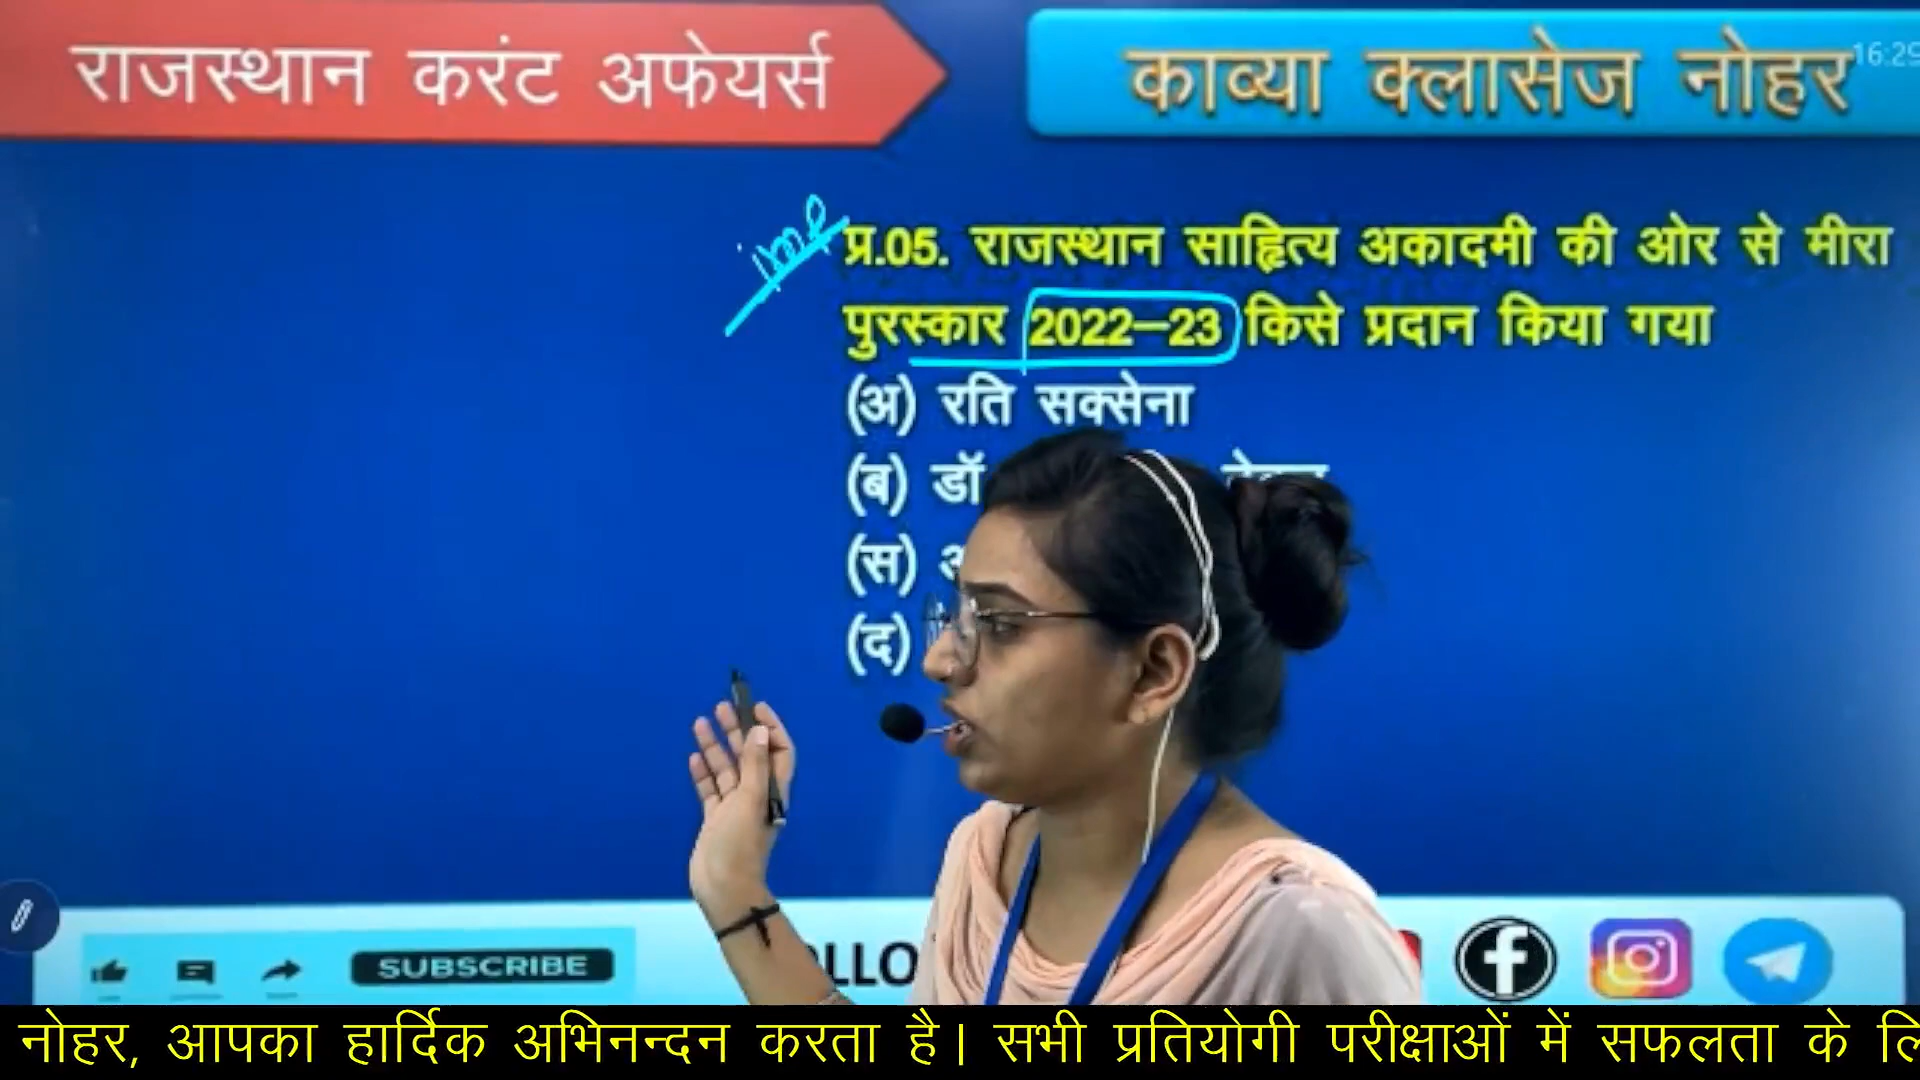 राजस्थान करंट अफेयर्स
काव्या क्लासेज नोहर
16:29
imp
प्र.05. राजस्थान साहित्य अकादमी की ओर से मीरा
पुरस्कार 2022–23 किसे प्रदान किया गया
(अ) रति सक्सेना
(ब) डॉ
(स)
(द)
SUBSCRIBE
नोहर, आपका हार्दिक अभिनन्दन करता है। सभी प्रतियोगी परीक्षाओं में सफलता के